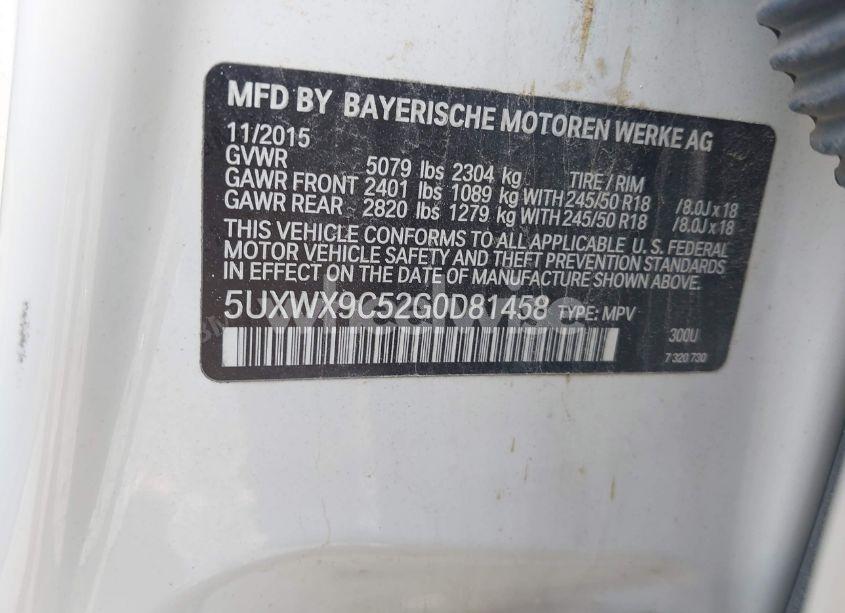 MFD BY BAYERISCHE MOTOREN WERKE AG
11/2015
GVWR 5079 lbs 2304 kg TIRE / RIM
GAWR FRONT 2401 lbs 1089 kg WITH 245/50 R18 /8.0J x 18
GAWR REAR 2820 lbs 1279 kg WITH 245/50 R18 /8.0J x 18
THIS VEHICLE CONFORMS TO ALL APPLICABLE U. S. FEDERAL
MOTOR VEHICLE SAFETY AND THEFT PREVENTION STANDARDS
IN EFFECT ON THE DATE OF MANUFACTURE.
5UXWX9C52G0D81458 TYPE: MPV
300U
7 320 730